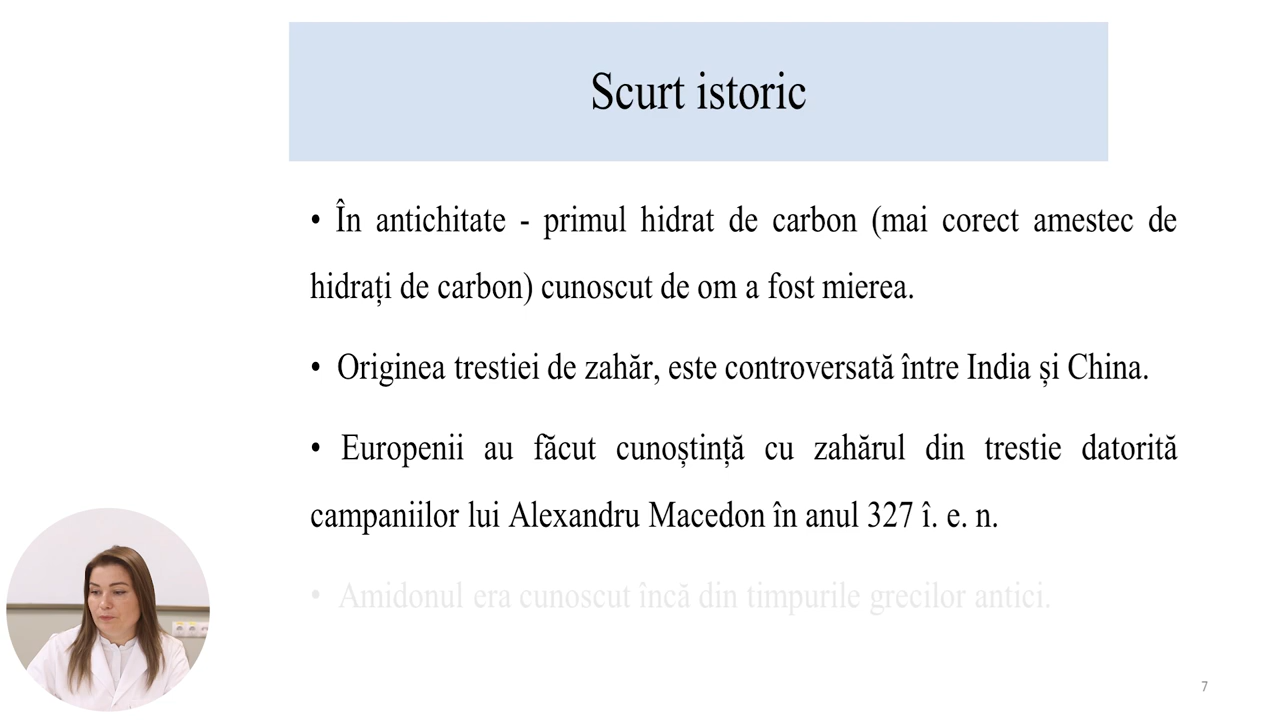 Scurt istoric
• În antichitate - primul hidrat de carbon (mai corect amestec de
hidrați de carbon) cunoscut de om a fost mierea.
• Originea trestiei de zahăr, este controversată între India și China.
• Europenii au făcut cunoștință cu zahărul din trestie datorită
campaniilor lui Alexandru Macedon în anul 327 î. e. n.
• Amidonul era cunoscut încă din timpurile grecilor antici.
7